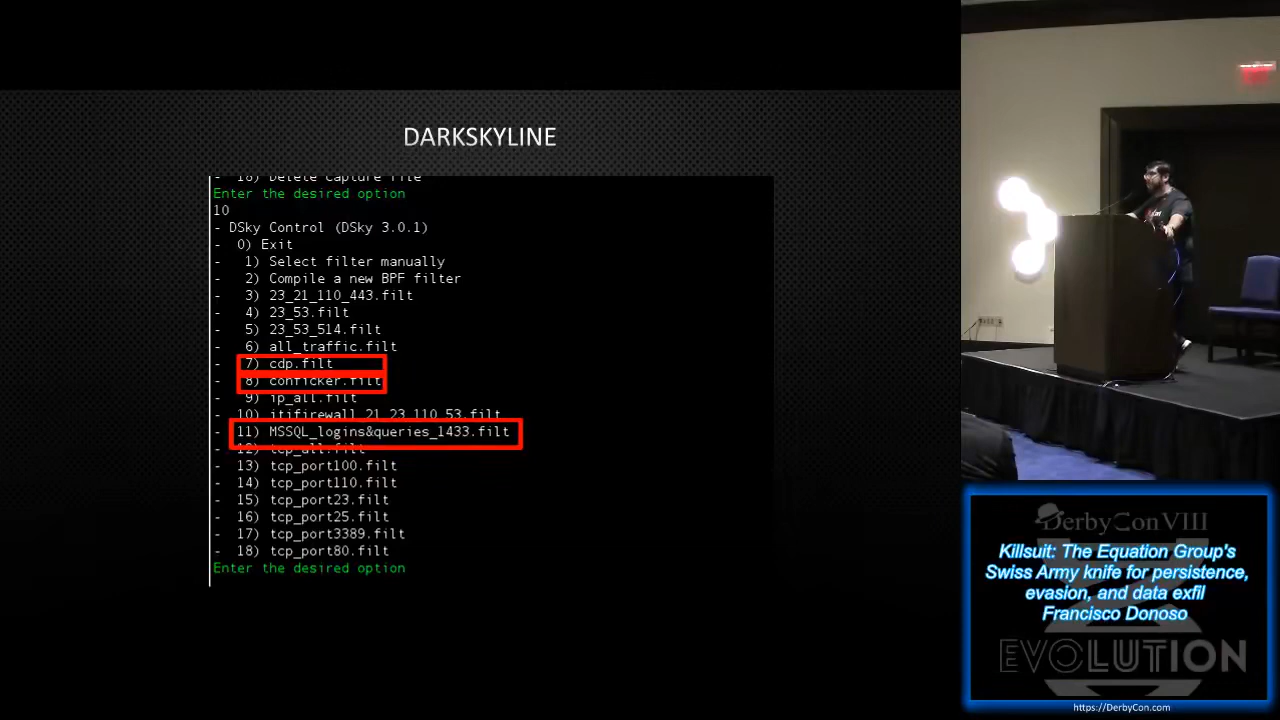 DARKSKYLINE
- 18) Delete capture file
Enter the desired option
10
- DSky Control (DSky 3.0.1)
- 0) Exit
- 1) Select filter manually
- 2) Compile a new BPF filter
- 3) 23_21_110_443.filt
- 4) 23_53.filt
- 5) 23_53_514.filt
- 6) all_traffic.filt
- 7) cdp.filt
- 8) conficker.filt
- 9) ip_all.filt
- 10) itifirewall_21_23_110_53.filt
- 11) MSSQL_logins&queries_1433.filt
- 12) tcp_all.filt
- 13) tcp_port100.filt
- 14) tcp_port110.filt
- 15) tcp_port23.filt
- 16) tcp_port25.filt
- 17) tcp_port3389.filt
- 18) tcp_port80.filt
Enter the desired option
DerbyCon VIII
Killsuit: The Equation Group's
Swiss Army knife for persistence,
evasion, and data exfil
Francisco Donoso
EVOLUTION
https://DerbyCon.com